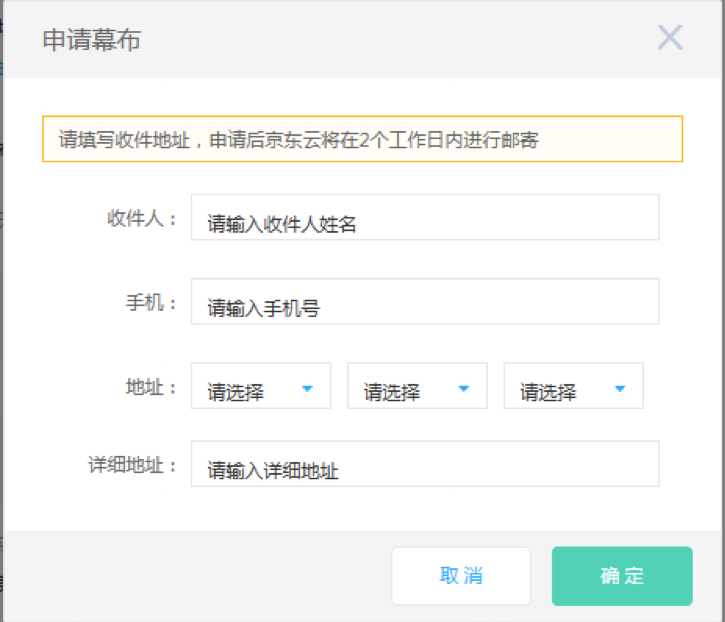 申请幕布
请填写收件地址，申请后京东云将在2个工作日内进行邮寄
收件人： 请输入收件人姓名
手机： 请输入手机号
地址： 请选择 请选择 请选择
详细地址： 请输入详细地址
取消 确定